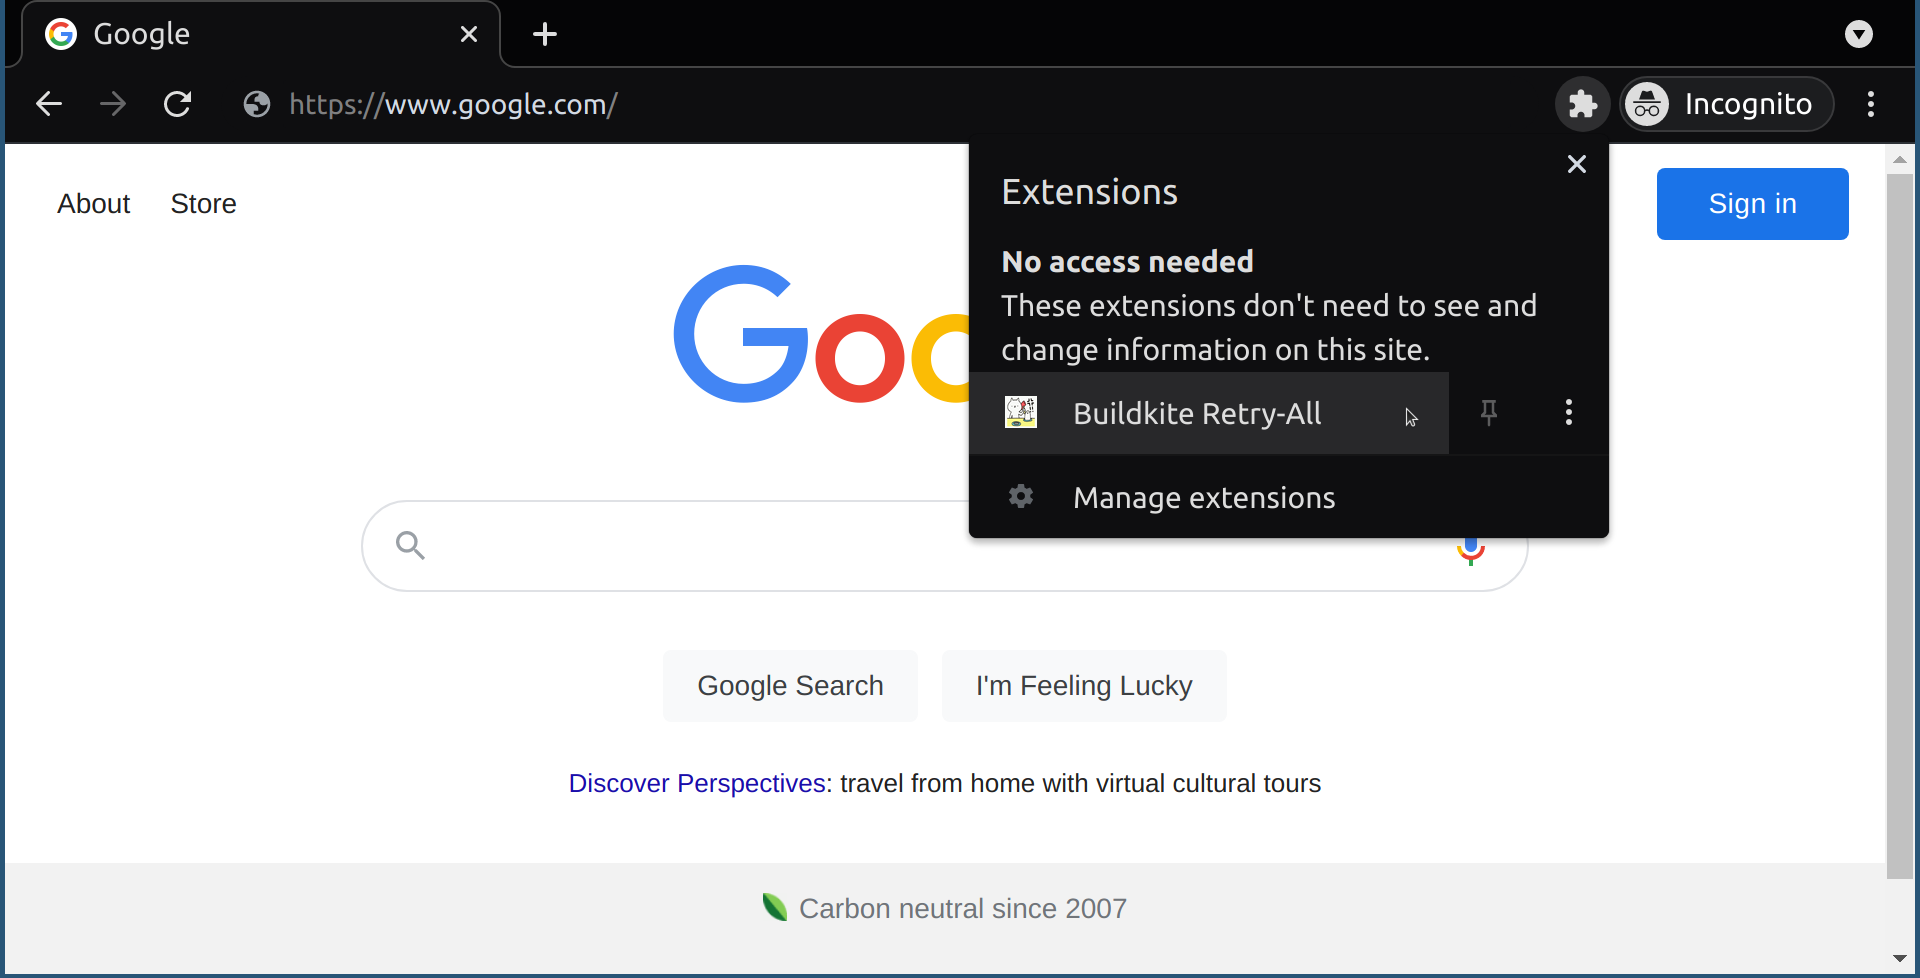 Google
https://www.google.com/
Incognito
About
Store
Sign in
Goo
Extensions
No access needed
These extensions don't need to see and
change information on this site.
Buildkite Retry-All
Manage extensions
Google Search
I'm Feeling Lucky
Discover Perspectives: travel from home with virtual cultural tours
Carbon neutral since 2007